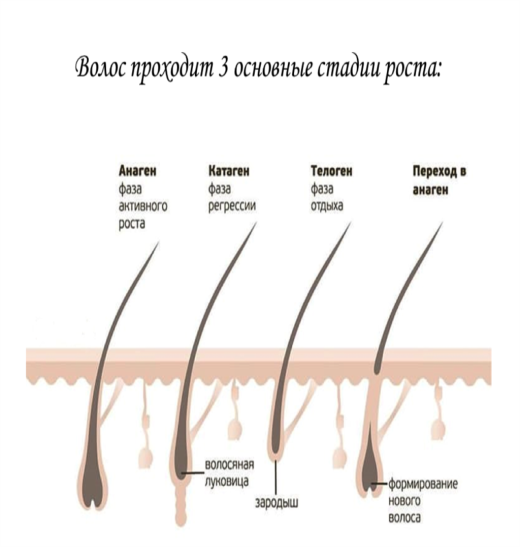 Волос проходит 3 основные стадии роста:
Анаген
фаза
активного
роста
Катаген
фаза
регрессии
Телоген
фаза
отдыха
Переход в
анаген
волосяная
луковица
зародыш
формирование
нового
волоса